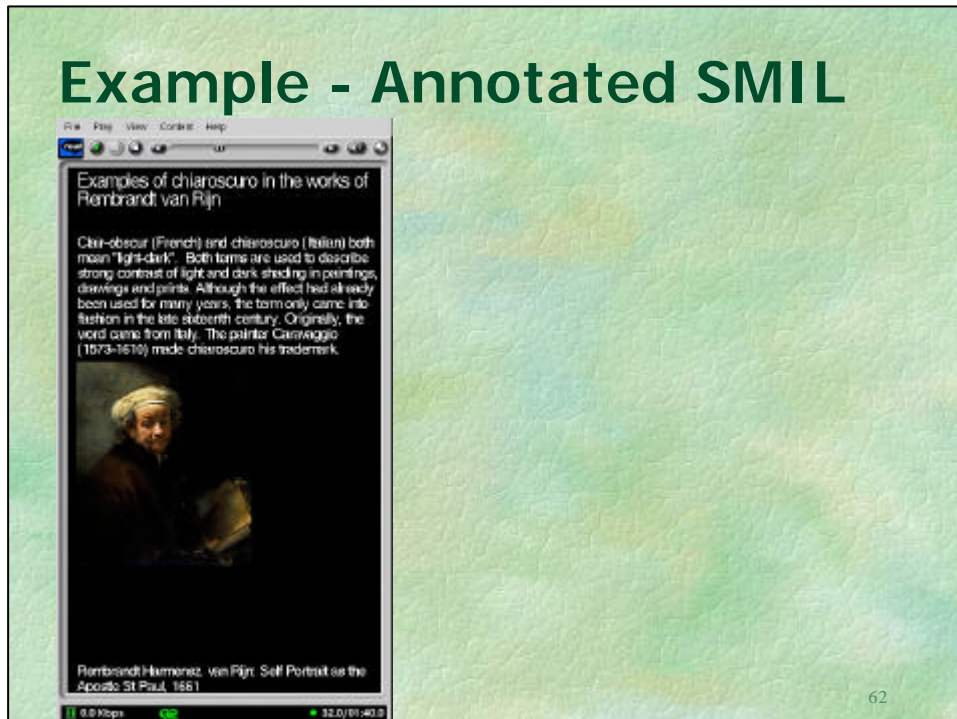 Example - Annotated SMIL
File Play View Content Help
real
Examples of chiaroscuro in the works of
Rembrandt van Rijn
Clair-obscur (French) and chiaroscuro (Italian) both
mean "light-dark". Both terms are used to describe
strong contrast of light and dark shading in paintings,
drawings and prints. Although the effect had already
been used for many years, the term only came into
fashion in the late sixteenth century. Originally, the
word came from Italy. The painter Caravaggio
(1573-1610) made chiaroscuro his trademark.
Rembrandt Harmensz. van Rijn: Self Portrait as the
Apostle St Paul, 1661
0.0 Kbps 32.0/01:40.0
62